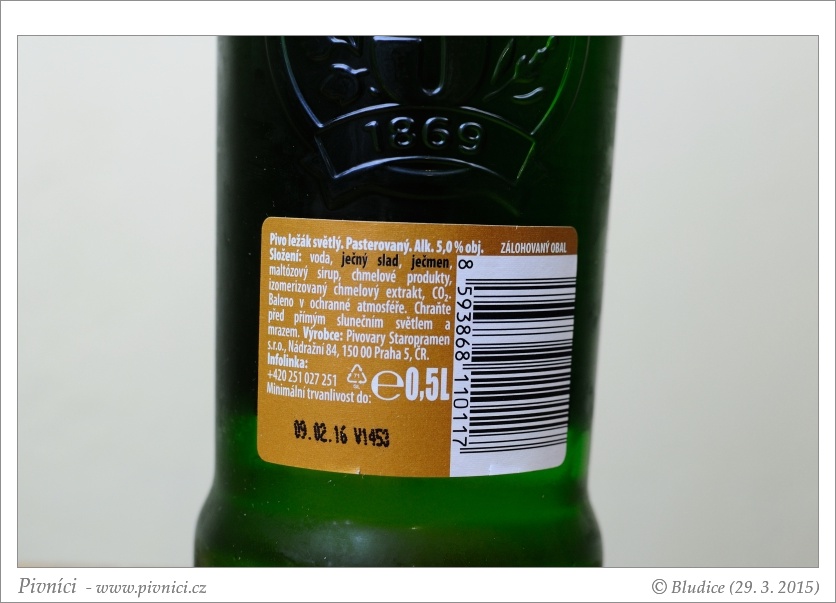 1869
Pivo ležák světlý. Pasterovaný. Alk. 5,0 % obj.
ZÁLOHOVANÝ OBAL
Složení: voda, ječný slad, ječmen,
maltózový sirup, chmelové produkty,
izomerizovaný chmelový extrakt, CO₂.
Baleno v ochranné atmosféře. Chraňte
před přímým slunečním světlem a
mrazem. Výrobce: Pivovary Staropramen
s.r.o., Nádražní 84, 150 00 Praha 5, ČR.
Infolinka:
+420 251 027 251
Minimální trvanlivost do:
℮0,5L
09.02.16 V1453
8 593868 110117
Pivníci - www.pivnici.cz
© Bludice (29. 3. 2015)